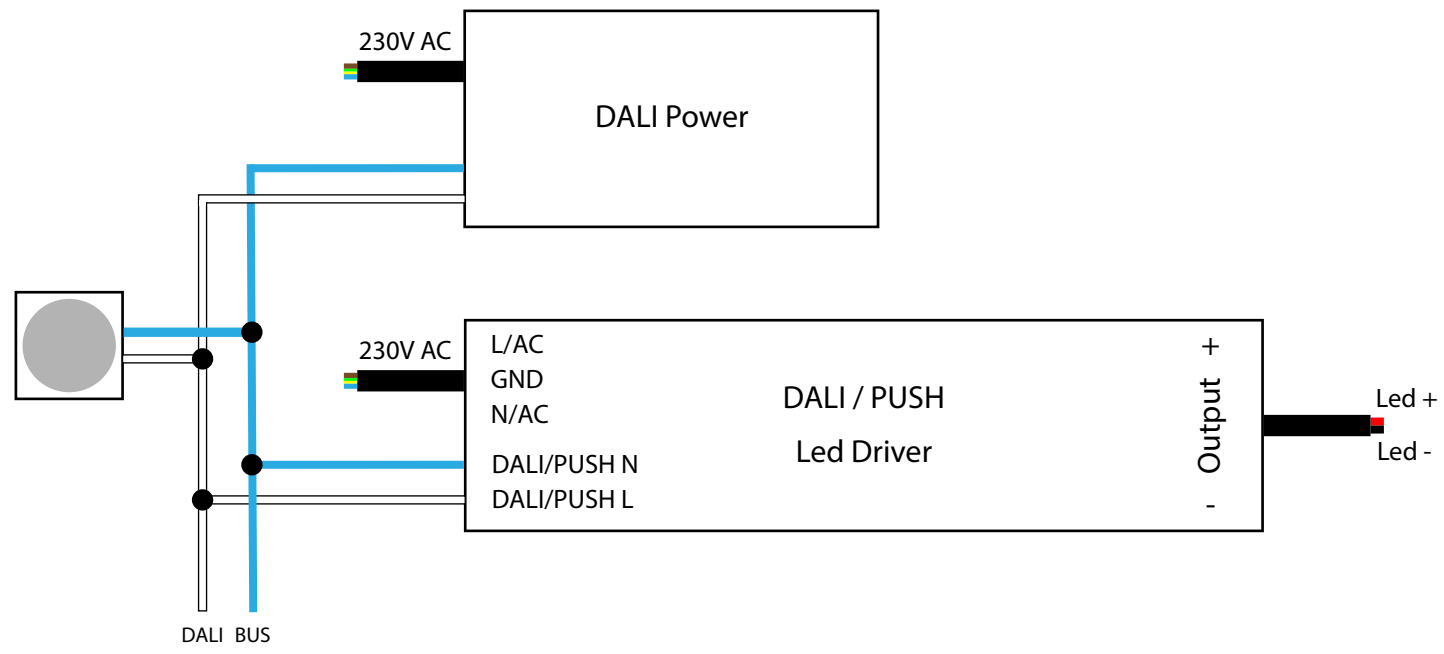 230V AC
DALI Power
230V AC
L/AC
GND
N/AC
DALI/PUSH N
DALI/PUSH L
DALI / PUSH
Led Driver
+
Output
-
Led +
Led -
DALI BUS